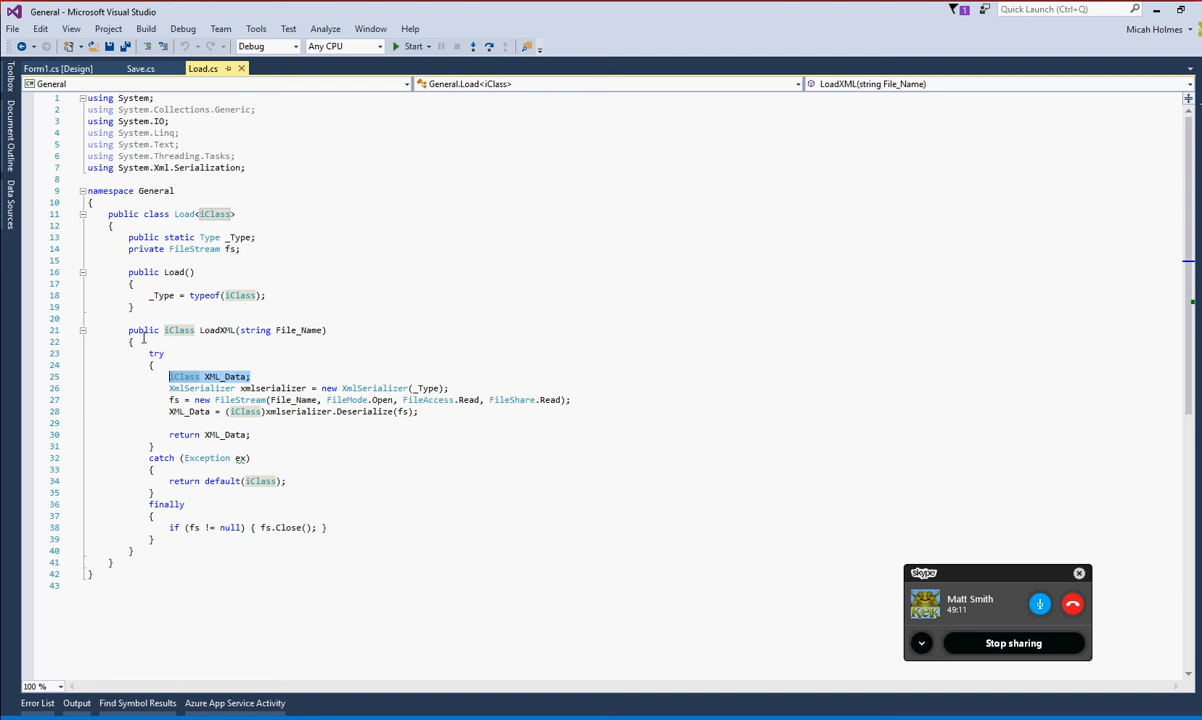 General - Microsoft Visual Studio
1
Quick Launch (Ctrl+Q)
File Edit View Project Build Debug Team Tools Test Analyze Window Help
Micah Holmes
Debug Any CPU Start
Toolbox
Document Outline
Data Sources
Form1.cs [Design] Save.cs Load.cs
General General.Load<iClass> LoadXML(string File_Name)
1 using System;
2 using System.Collections.Generic;
3 using System.IO;
4 using System.Linq;
5 using System.Text;
6 using System.Threading.Tasks;
7 using System.Xml.Serialization;
8
9 namespace General
10 {
11 public class Load<iClass>
12 {
13 public static Type _Type;
14 private FileStream fs;
15
16 public Load()
17 {
18 _Type = typeof(iClass);
19 }
20
21 public iClass LoadXML(string File_Name)
22 {
23 try
24 {
25 iClass XML_Data;
26 XmlSerializer xmlserializer = new XmlSerializer(_Type);
27 fs = new FileStream(File_Name, FileMode.Open, FileAccess.Read, FileShare.Read);
28 XML_Data = (iClass)xmlserializer.Deserialize(fs);
29
30 return XML_Data;
31 }
32 catch (Exception ex)
33 {
34 return default(iClass);
35 }
36 finally
37 {
38 if (fs != null) { fs.Close(); }
39 }
40 }
41 }
42 }
43
skype
Matt Smith
49:11
Stop sharing
100 %
Error List Output Find Symbol Results Azure App Service Activity